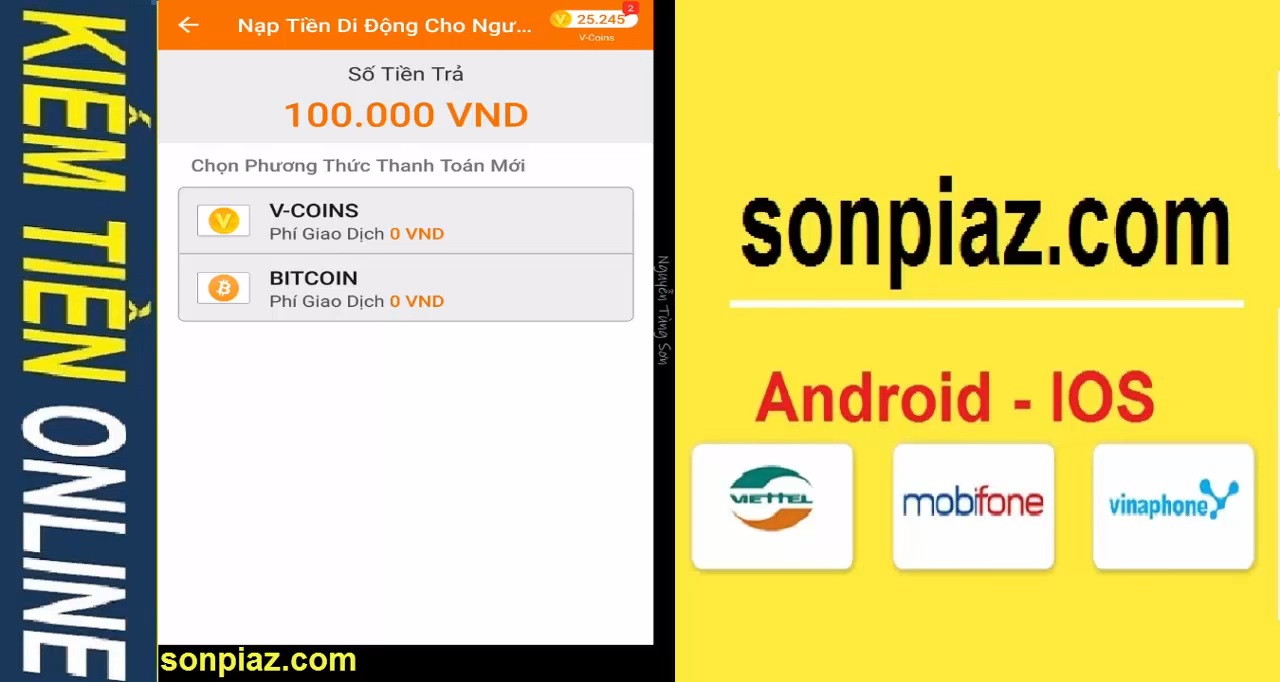 KIẾM TIỀN ONLINE
Nạp Tiền Di Động Cho Ngư...
25.245
2
V-Coins
Số Tiền Trả
100.000 VND
Chọn Phương Thức Thanh Toán Mới
V
V-COINS
Phí Giao Dịch 0 VND
BITCOIN
Phí Giao Dịch 0 VND
Nguyễn Tùng Sơn
sonpiaz.com
sonpiaz.com
Android - IOS
VIETTEL
mobifone
vinaphone